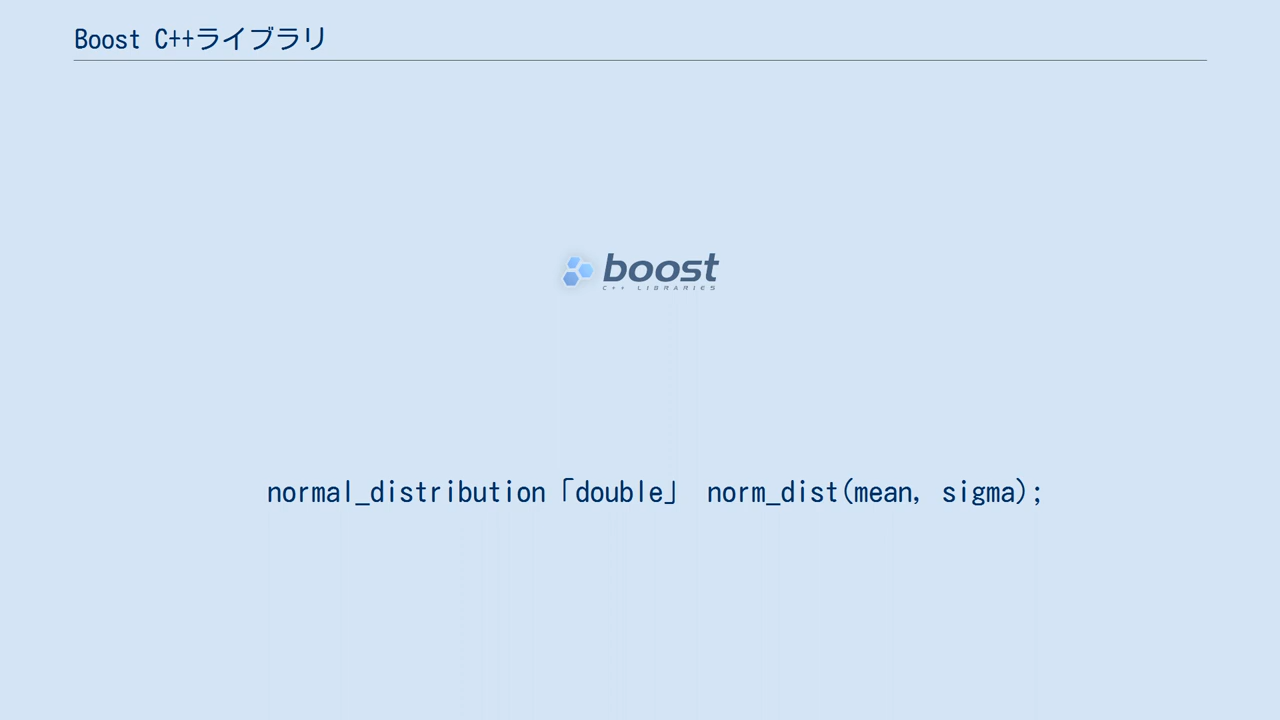 Boost C++ライブラリ
boost
C++ LIBRARIES
normal_distribution「double」 norm_dist(mean, sigma);